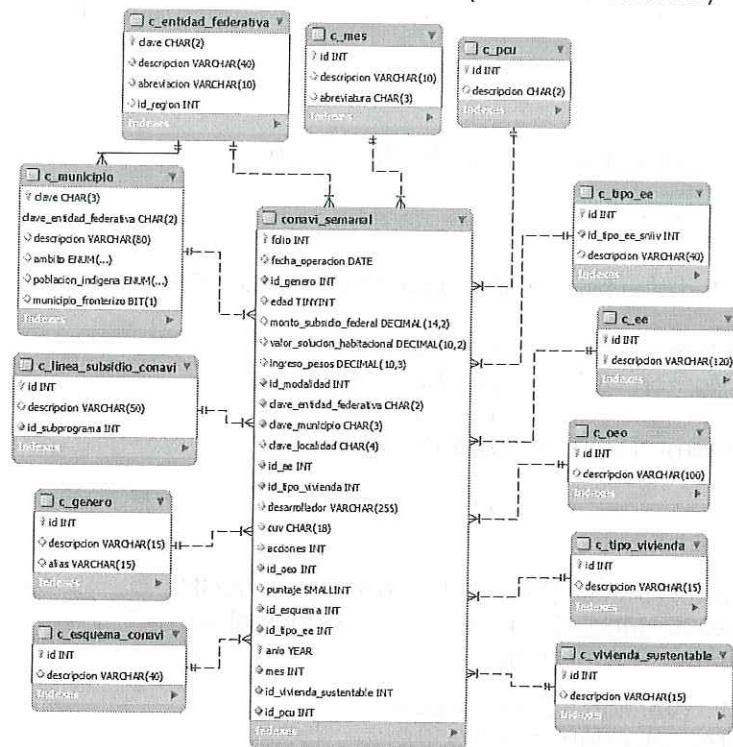 c_entidad_federativa
clave CHAR(2)
descripcion VARCHAR(40)
abreviacion VARCHAR(10)
id_region INT
Indexes
c_mes
id INT
descripcion VARCHAR(10)
abreviatura CHAR(3)
Indexes
c_pcu
id INT
descripcion CHAR(2)
Indexes
c_municipio
clave CHAR(3)
clave_entidad_federativa CHAR(2)
descripcion VARCHAR(80)
ambito ENUM(...)
poblacion_indigena ENUM(...)
municipio_fronterizo BIT(1)
Indexes
c_linea_subsidio_conavi
id INT
descripcion VARCHAR(50)
id_subprograma INT
Indexes
c_genero
id INT
descripcion VARCHAR(15)
alias VARCHAR(15)
Indexes
c_esquema_conavi
id INT
descripcion VARCHAR(40)
Indexes
conavi_semanal
folio INT
fecha_operacion DATE
id_genero INT
edad TINYINT
monto_subsidio_federal DECIMAL(14,2)
valor_solucion_habitacional DECIMAL(10,2)
ingreso_pesos DECIMAL(10,3)
id_modalidad INT
clave_entidad_federativa CHAR(2)
clave_municipio CHAR(3)
clave_localidad CHAR(4)
id_ee INT
id_tipo_vivienda INT
desarrollador VARCHAR(255)
cuv CHAR(18)
acciones INT
id_oeo INT
puntaje SMALLINT
id_esquema INT
id_tipo_ee INT
anio YEAR
mes INT
id_vivienda_sustentable INT
id_pcu INT
Indexes
c_tipo_ee
id INT
id_tipo_ee_sniiv INT
descripcion VARCHAR(40)
Indexes
c_ee
id INT
descripcion VARCHAR(120)
Indexes
c_oeo
id INT
descripcion VARCHAR(100)
Indexes
c_tipo_vivienda
id INT
descripcion VARCHAR(15)
Indexes
c_vivienda_sustentable
id INT
descripcion VARCHAR(15)
Indexes